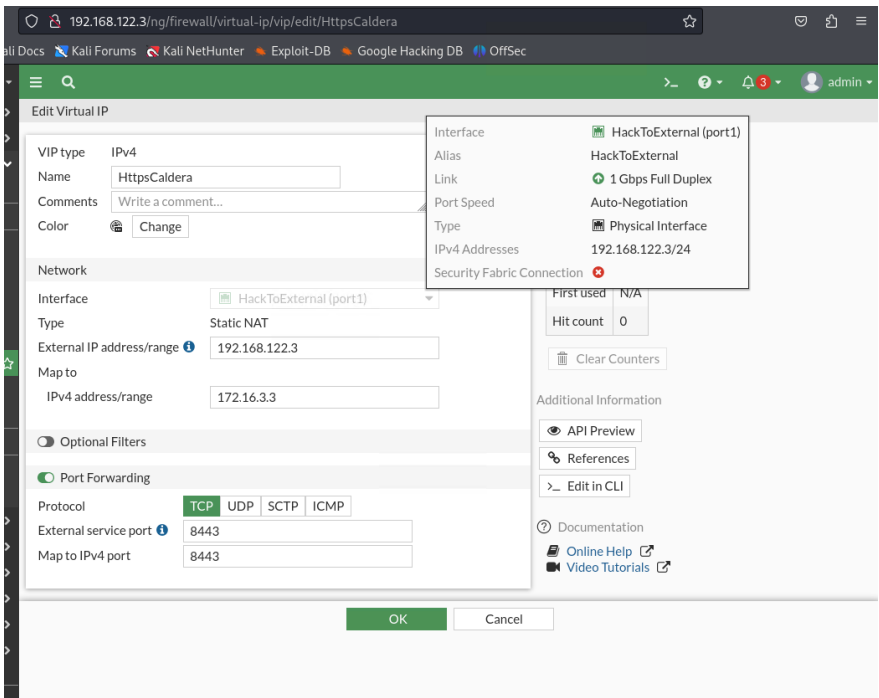 192.168.122.3/ng/firewall/virtual-ip/vip/edit/HttpsCaldera
ali Docs Kali Forums Kali NetHunter Exploit-DB Google Hacking DB OffSec
>_ ? 3 admin
Edit Virtual IP
VIP type IPv4
Name HttpsCaldera
Comments Write a comment...
Color Change
Interface HackToExternal (port1)
Alias HackToExternal
Link 1 Gbps Full Duplex
Port Speed Auto-Negotiation
Type Physical Interface
IPv4 Addresses 192.168.122.3/24
Security Fabric Connection
Network
Interface HackToExternal (port1)
Type Static NAT
External IP address/range 192.168.122.3
Map to
IPv4 address/range 172.16.3.3
Optional Filters
Port Forwarding
Protocol TCP UDP SCTP ICMP
External service port 8443
Map to IPv4 port 8443
First used N/A
Hit count 0
Clear Counters
Additional Information
API Preview
References
>_ Edit in CLI
Documentation
Online Help
Video Tutorials
OK Cancel